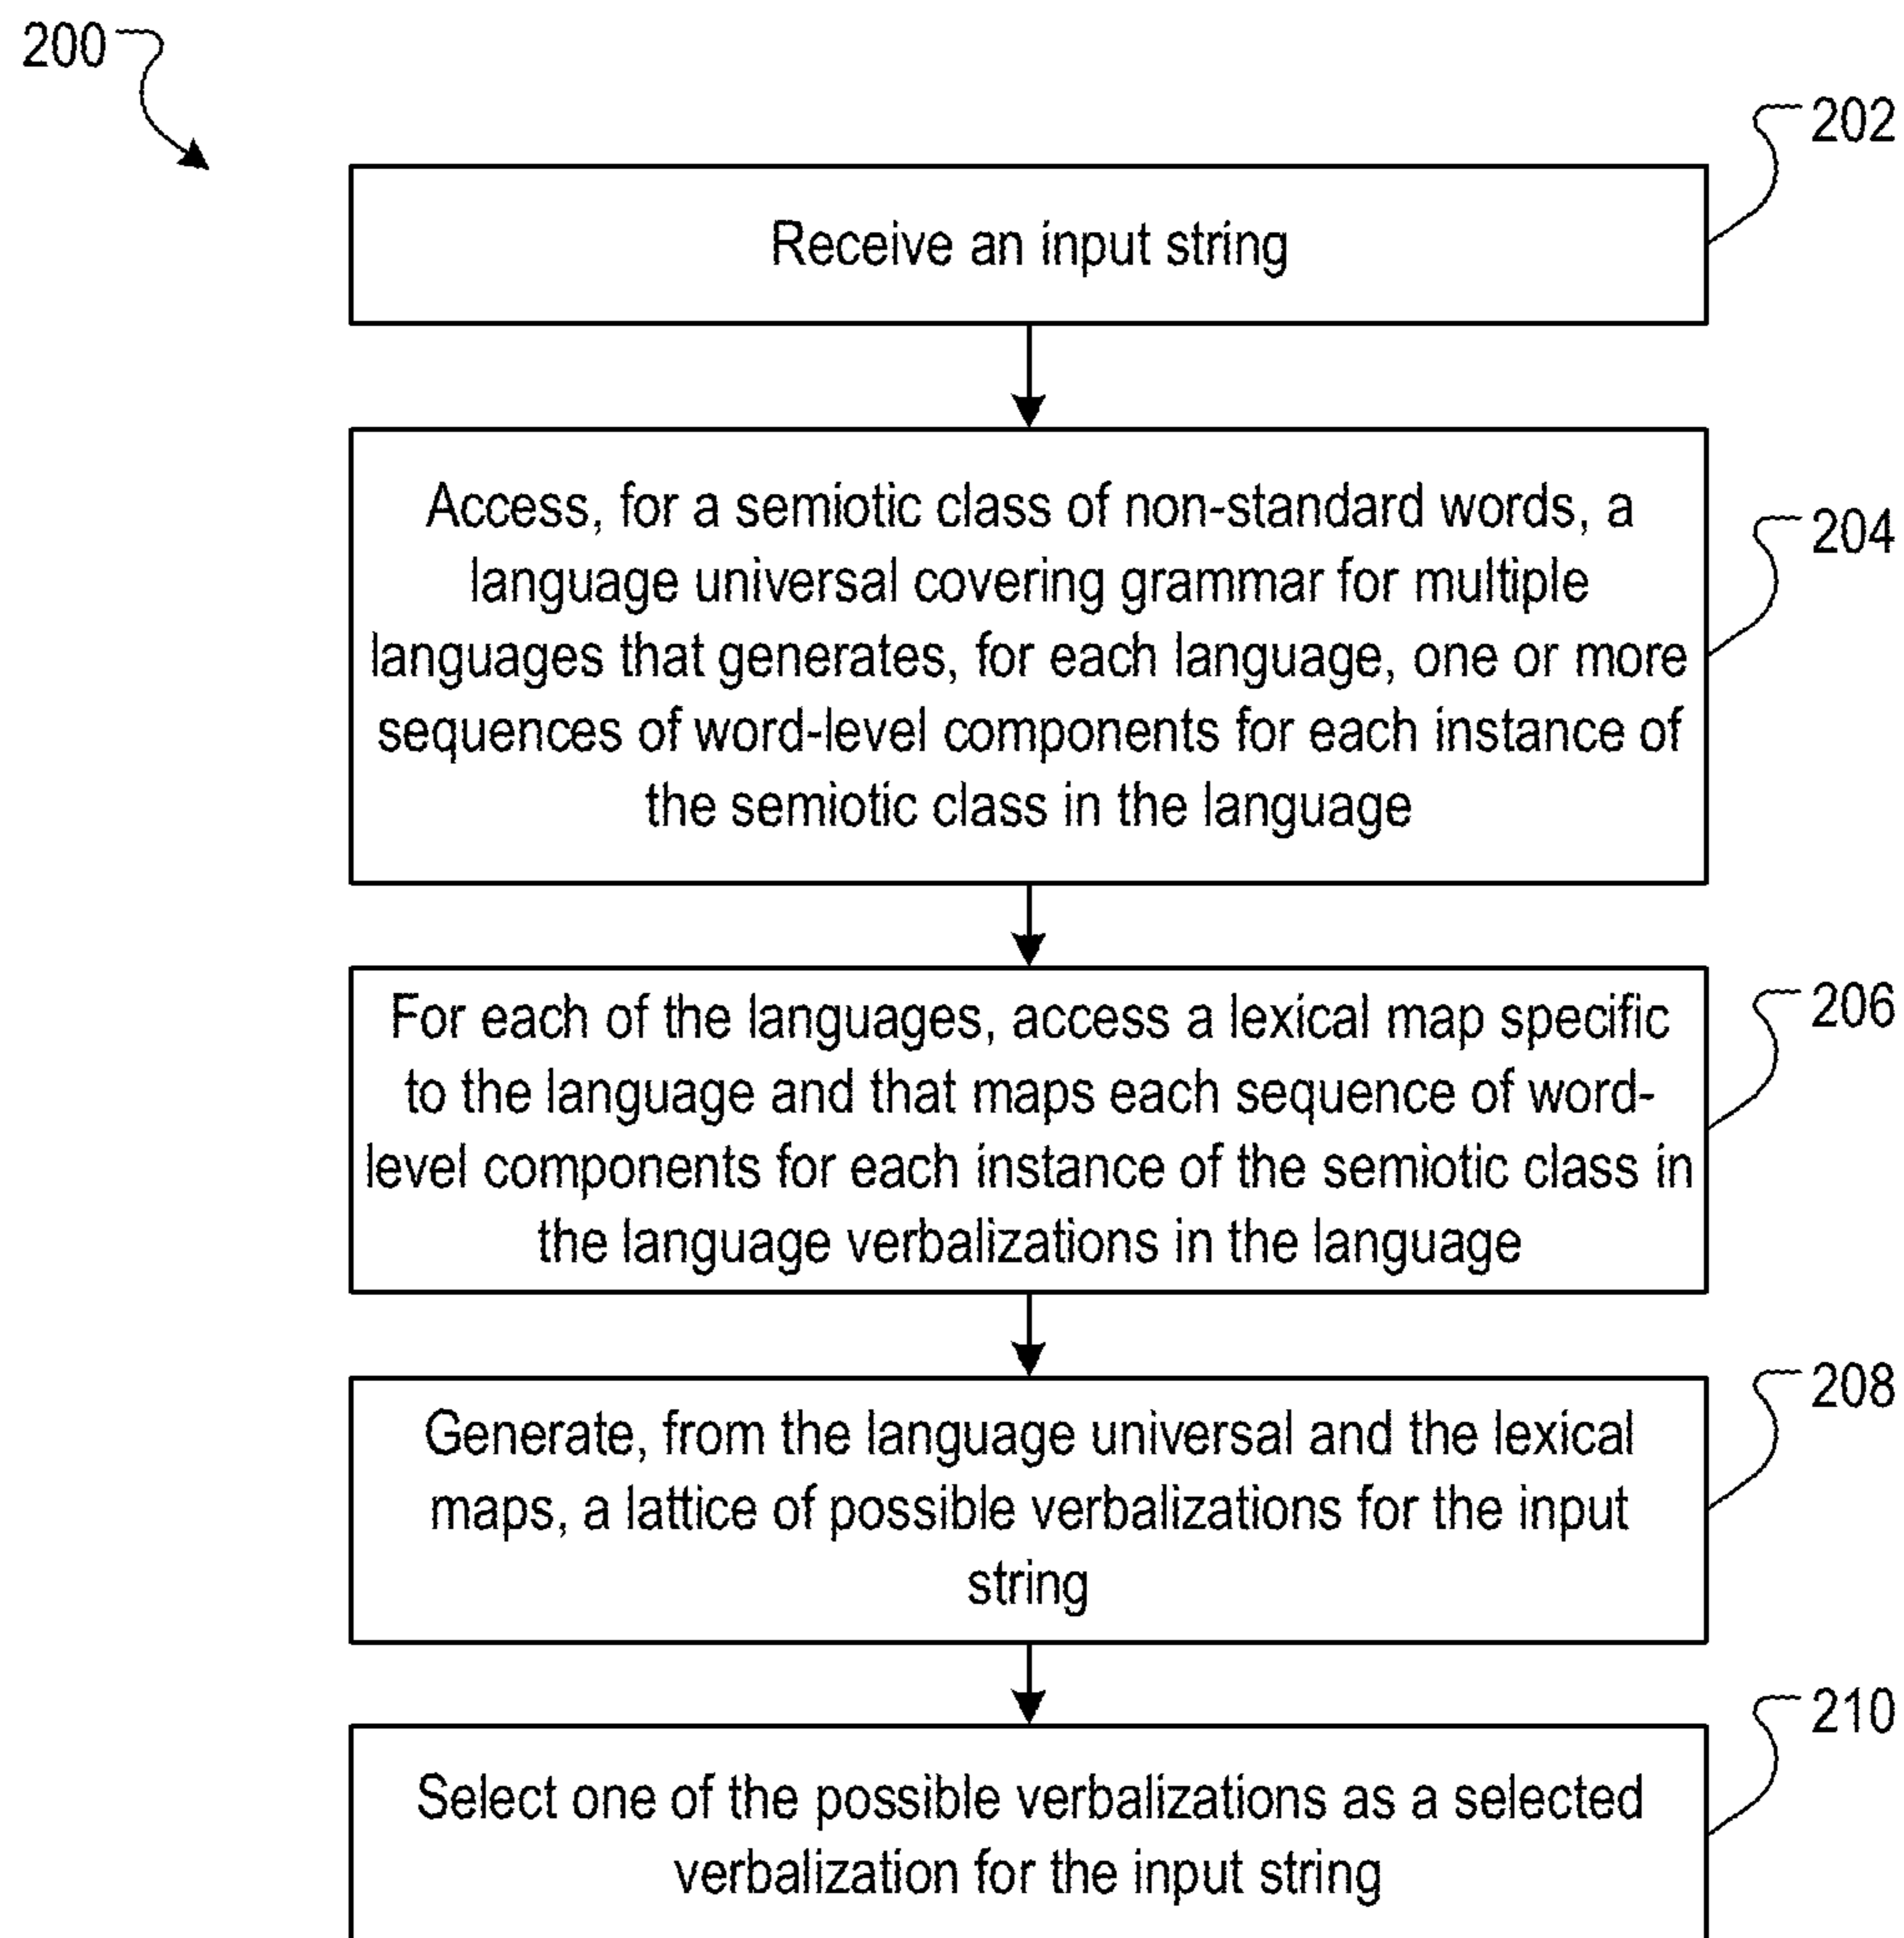 200
202
Receive an input string
204
Access, for a semiotic class of non-standard words, a
language universal covering grammar for multiple
languages that generates, for each language, one or more
sequences of word-level components for each instance of
the semiotic class in the language
206
For each of the languages, access a lexical map specific
to the language and that maps each sequence of word-
level components for each instance of the semiotic class in
the language verbalizations in the language
208
Generate, from the language universal and the lexical
maps, a lattice of possible verbalizations for the input
string
210
Select one of the possible verbalizations as a selected
verbalization for the input string